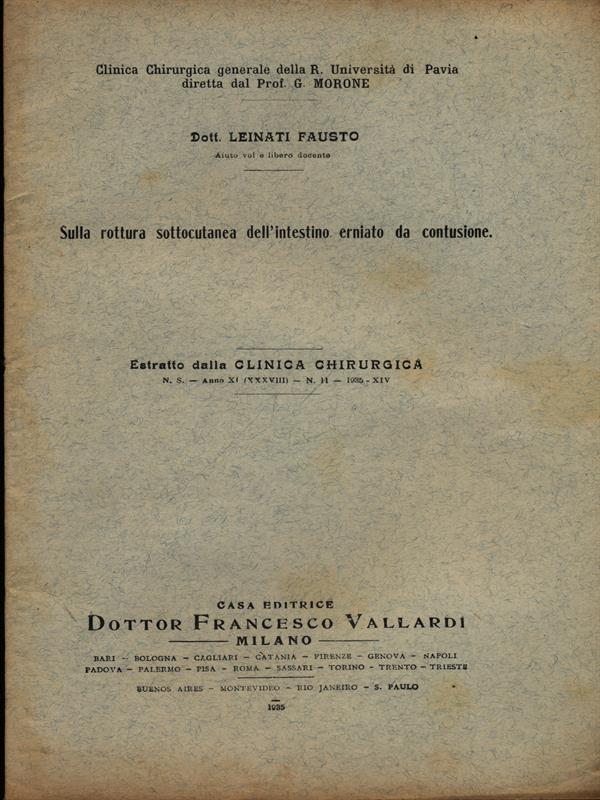 Clinica Chirurgica generale della R. Università di Pavia
diretta dal Prof. G. MORONE
Dott. LEINATI FAUSTO
Aiuto vol e libero docente
Sulla rottura sottocutanea dell'intestino erniato da contusione.
Estratto dalla CLINICA CHIRURGICA
N. S. — Anno XI (XXXVIII) — N. 11 — 1935 - XIV
CASA EDITRICE
DOTTOR FRANCESCO VALLARDI
MILANO
BARI - BOLOGNA - CAGLIARI - CATANIA - FIRENZE - GENOVA - NAPOLI
PADOVA - PALERMO - PISA - ROMA - SASSARI - TORINO - TRENTO - TRIESTE
BUENOS AIRES - MONTEVIDEO - RIO JANEIRO - S. PAULO
1935